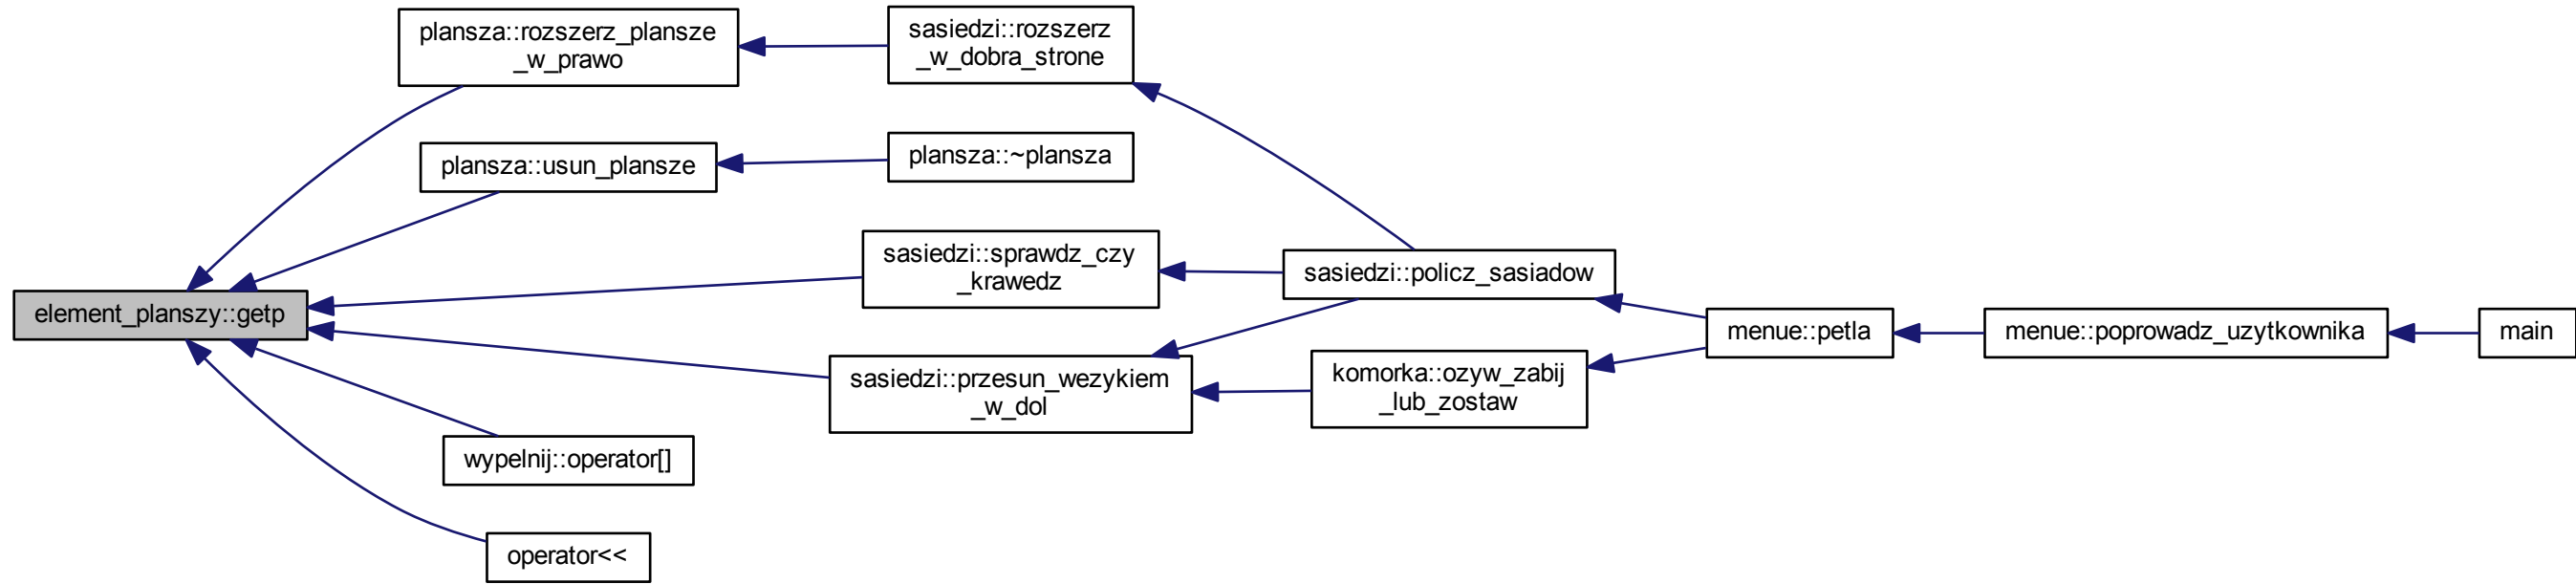 plansza::rozszerz_plansze
_w_prawo
sasiedzi::rozszerz
_w_dobra_strone
plansza::usun_plansze
plansza::~plansza
sasiedzi::sprawdz_czy
_krawedz
sasiedzi::policz_sasiadow
element_planszy::getp
menue::petla
menue::poprowadz_uzytkownika
main
sasiedzi::przesun_wezykiem
_w_dol
komorka::ozyw_zabij
_lub_zostaw
wypelnij::operator[]
operator<<